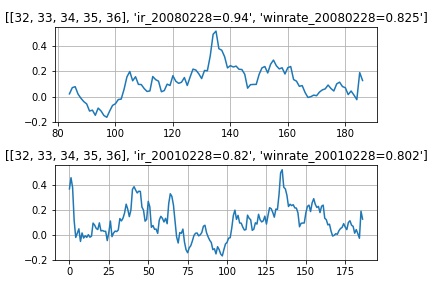 [[32, 33, 34, 35, 36], 'ir_20080228=0.94', 'winrate_20080228=0.825']
0.4
0.2
0.0
−0.2
80 100 120 140 160 180
[[32, 33, 34, 35, 36], 'ir_20010228=0.82', 'winrate_20010228=0.802']
0.4
0.2
0.0
−0.2
0 25 50 75 100 125 150 175